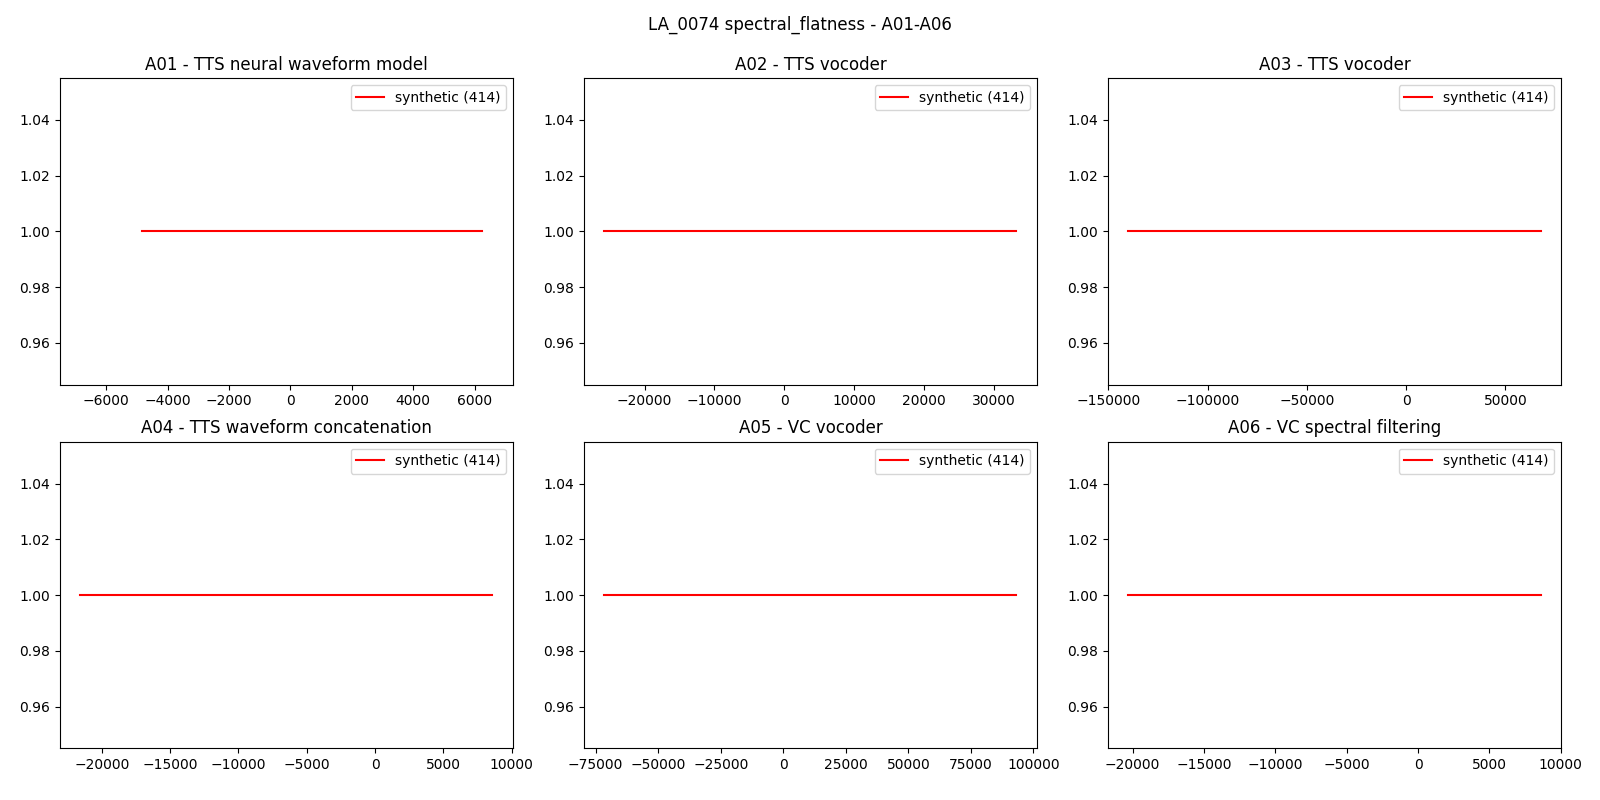 LA_0074 spectral_flatness - A01-A06
A01 - TTS neural waveform model
A02 - TTS vocoder
A03 - TTS vocoder
synthetic (414)
synthetic (414)
synthetic (414)
1.04
1.02
1.00
0.98
0.96
1.04
1.02
1.00
0.98
0.96
1.04
1.02
1.00
0.98
0.96
−6000 −4000 −2000 0 2000 4000 6000
−20000 −10000 0 10000 20000 30000
−150000 −100000 −50000 0 50000
A04 - TTS waveform concatenation
A05 - VC vocoder
A06 - VC spectral filtering
synthetic (414)
synthetic (414)
synthetic (414)
1.04
1.02
1.00
0.98
0.96
1.04
1.02
1.00
0.98
0.96
1.04
1.02
1.00
0.98
0.96
−20000 −15000 −10000 −5000 0 5000 10000
−75000 −50000 −25000 0 25000 50000 75000 100000
−20000 −15000 −10000 −5000 0 5000 10000